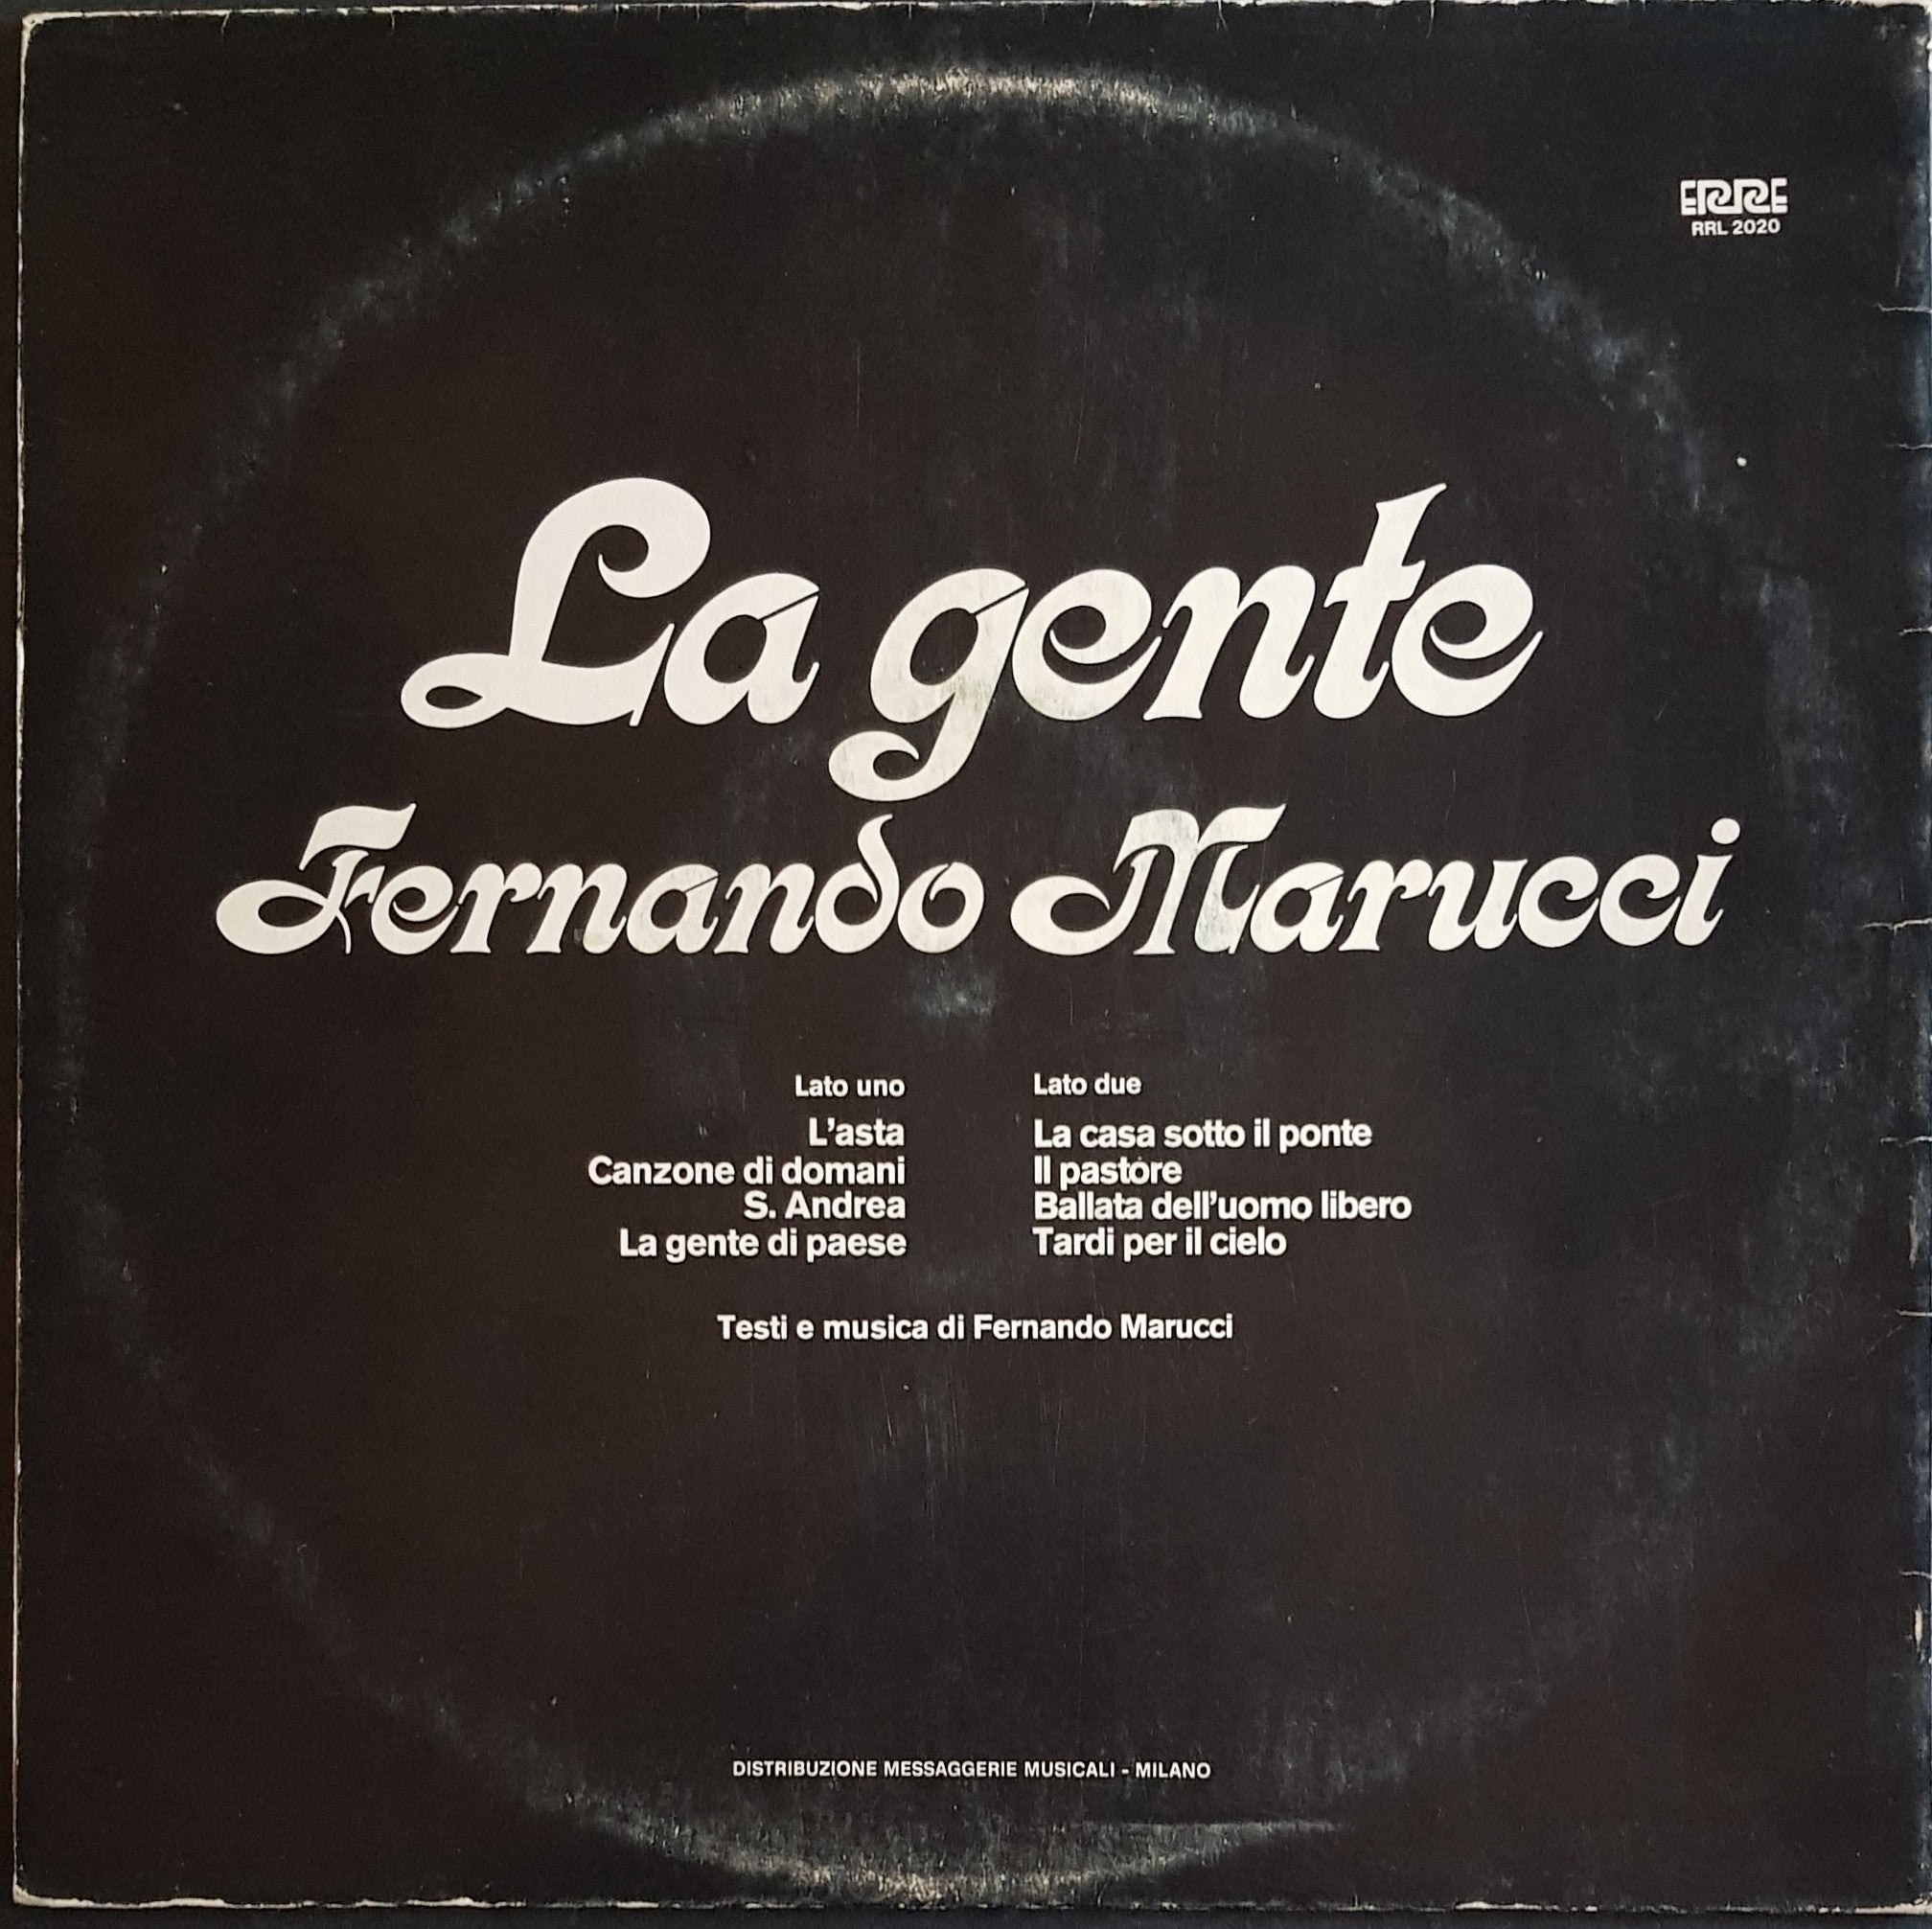 ERRE
RRL 2020
La gente
Fernando Marucci
Lato uno
L'asta
Canzone di domani
S. Andrea
La gente di paese
Lato due
La casa sotto il ponte
Il pastore
Ballata dell'uomo libero
Tardi per il cielo
Testi e musica di Fernando Marucci
DISTRIBUZIONE MESSAGGERIE MUSICALI - MILANO